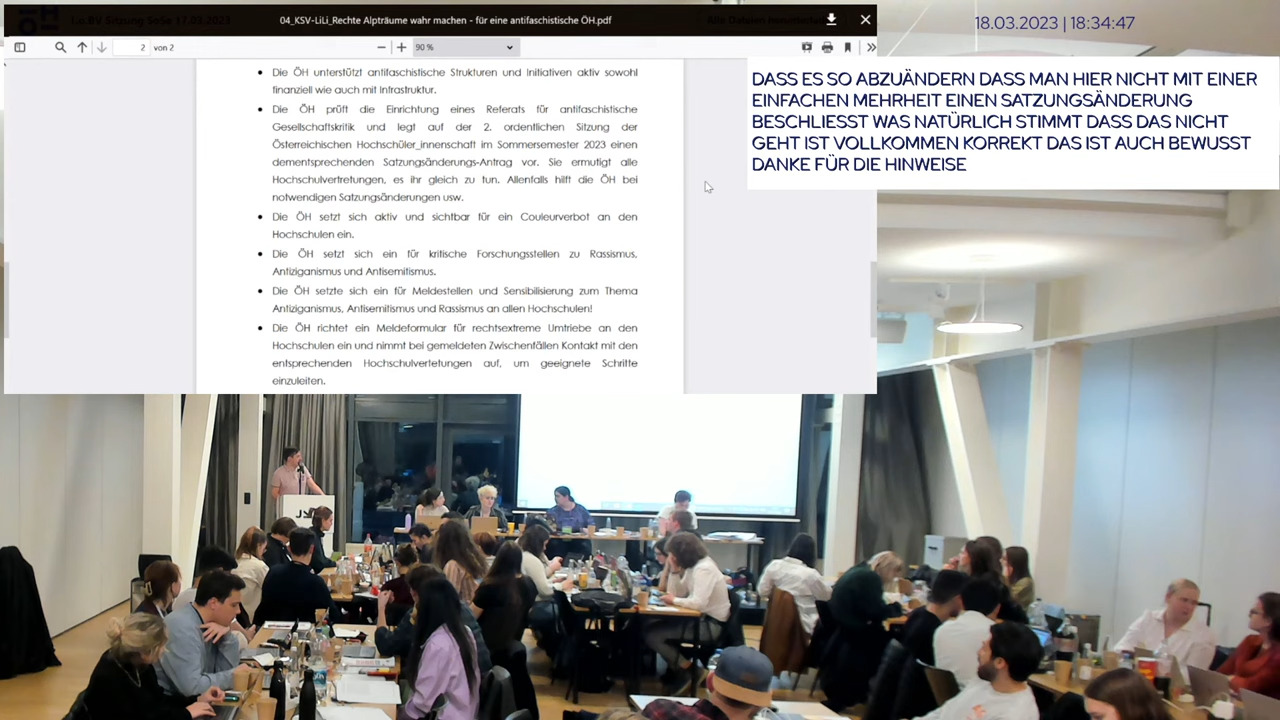 I.o.BV Sitzung SoSe 17.03.2023
04_KSV-LiLi_Rechte Alpträume wahr machen - für eine antifaschistische ÖH.pdf
18.03.2023 | 18:34:47
2 von 2
90 %
Die ÖH unterstützt antifaschistische Strukturen und Initiativen aktiv sowohl
finanziell wie auch mit Infrastruktur.
Die ÖH prüft die Einrichtung eines Referats für antifaschistische
Gesellschaftskritik und legt auf der 2. ordentlichen Sitzung der
Österreichischen Hochschüler_innenschaft im Sommersemester 2023 einen
dementsprechenden Satzungsänderungs-Antrag vor. Sie ermutigt alle
Hochschulvertretungen, es ihr gleich zu tun. Allenfalls hilft die ÖH bei
notwendigen Satzungsänderungen usw.
Die ÖH setzt sich aktiv und sichtbar für ein Couleurverbot an den
Hochschulen ein.
Die ÖH setzt sich ein für kritische Forschungsstellen zu Rassismus,
Antiziganismus und Antisemitismus.
Die ÖH setzte sich ein für Meldestellen und Sensibilisierung zum Thema
Antiziganismus, Antisemitismus und Rassismus an allen Hochschulen!
Die ÖH richtet ein Meldeformular für rechtsextreme Umtriebe an den
Hochschulen ein und nimmt bei gemeldeten Zwischenfällen Kontakt mit den
entsprechenden Hochschulvertetungen auf, um geeignete Schritte
einzuleiten.
DASS ES SO ABZUÄNDERN DASS MAN HIER NICHT MIT EINER
EINFACHEN MEHRHEIT EINEN SATZUNGSÄNDERUNG
BESCHLIESST WAS NATÜRLICH STIMMT DASS DAS NICHT
GEHT IST VOLLKOMMEN KORREKT DAS IST AUCH BEWUSST
DANKE FÜR DIE HINWEISE